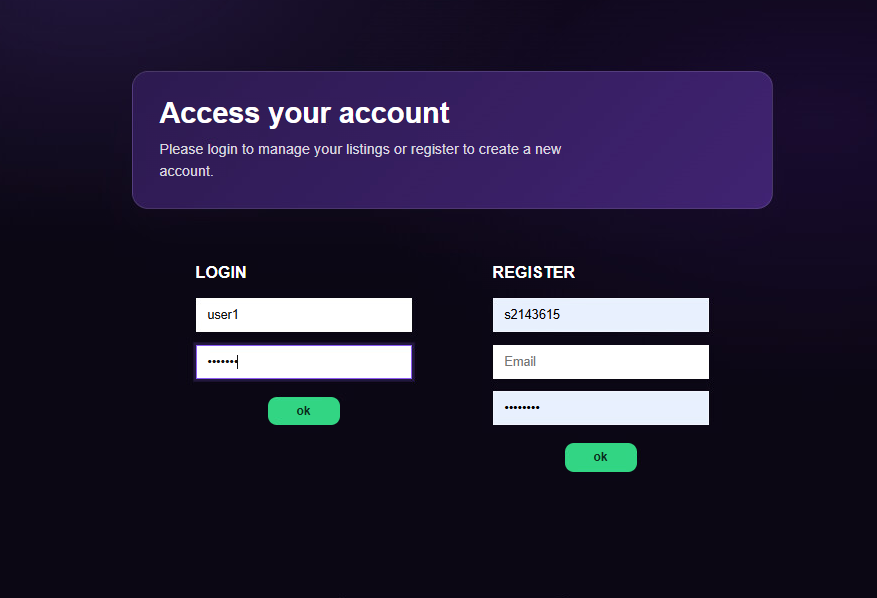 Access your account
Please login to manage your listings or register to create a new
account.
LOGIN
REGISTER
user1
s2143615
•••••••
Email
••••••••
ok
ok